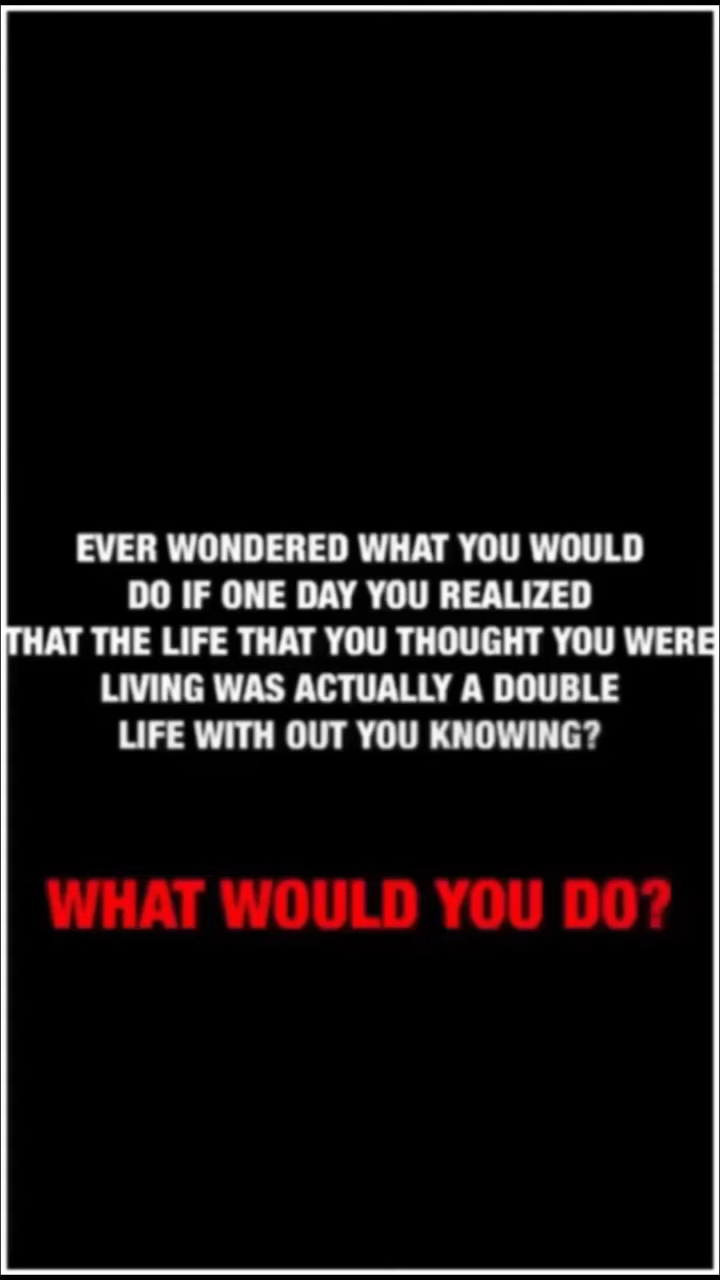 EVER WONDERED WHAT YOU WOULD
DO IF ONE DAY YOU REALIZED
THAT THE LIFE THAT YOU THOUGHT YOU WERE
LIVING WAS ACTUALLY A DOUBLE
LIFE WITH OUT YOU KNOWING?
WHAT WOULD YOU DO?